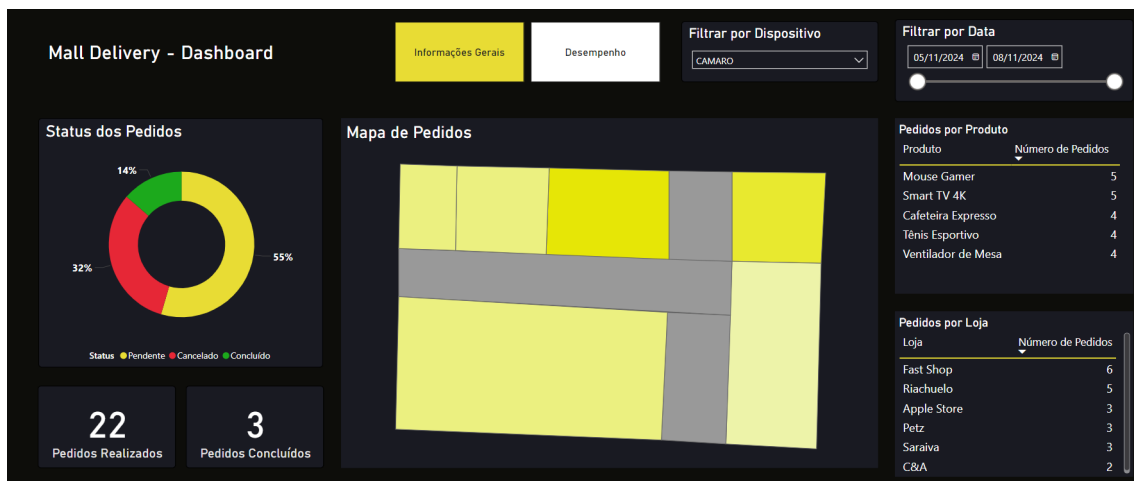 Mall Delivery - Dashboard
Informações Gerais
Desempenho
Filtrar por Dispositivo
CAMARO
Filtrar por Data
05/11/2024
08/11/2024
Status dos Pedidos
14%
32%
55%
Status Pendente Cancelado Concluído
22
Pedidos Realizados
3
Pedidos Concluídos
Mapa de Pedidos
Pedidos por Produto
Produto Número de Pedidos
Mouse Gamer 5
Smart TV 4K 5
Cafeteira Expresso 4
Tênis Esportivo 4
Ventilador de Mesa 4
Pedidos por Loja
Loja Número de Pedidos
Fast Shop 6
Riachuelo 5
Apple Store 3
Petz 3
Saraiva 3
C&A 2